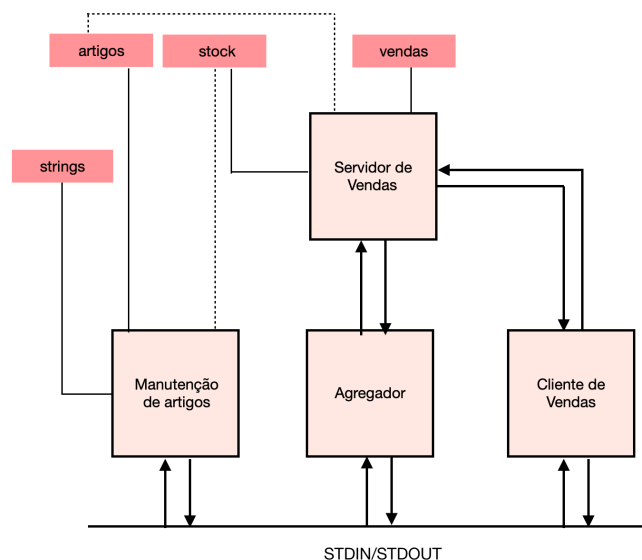 artigos
stock
vendas
strings
Servidor de
Vendas
Manutenção
de artigos
Agregador
Cliente de
Vendas
STDIN/STDOUT